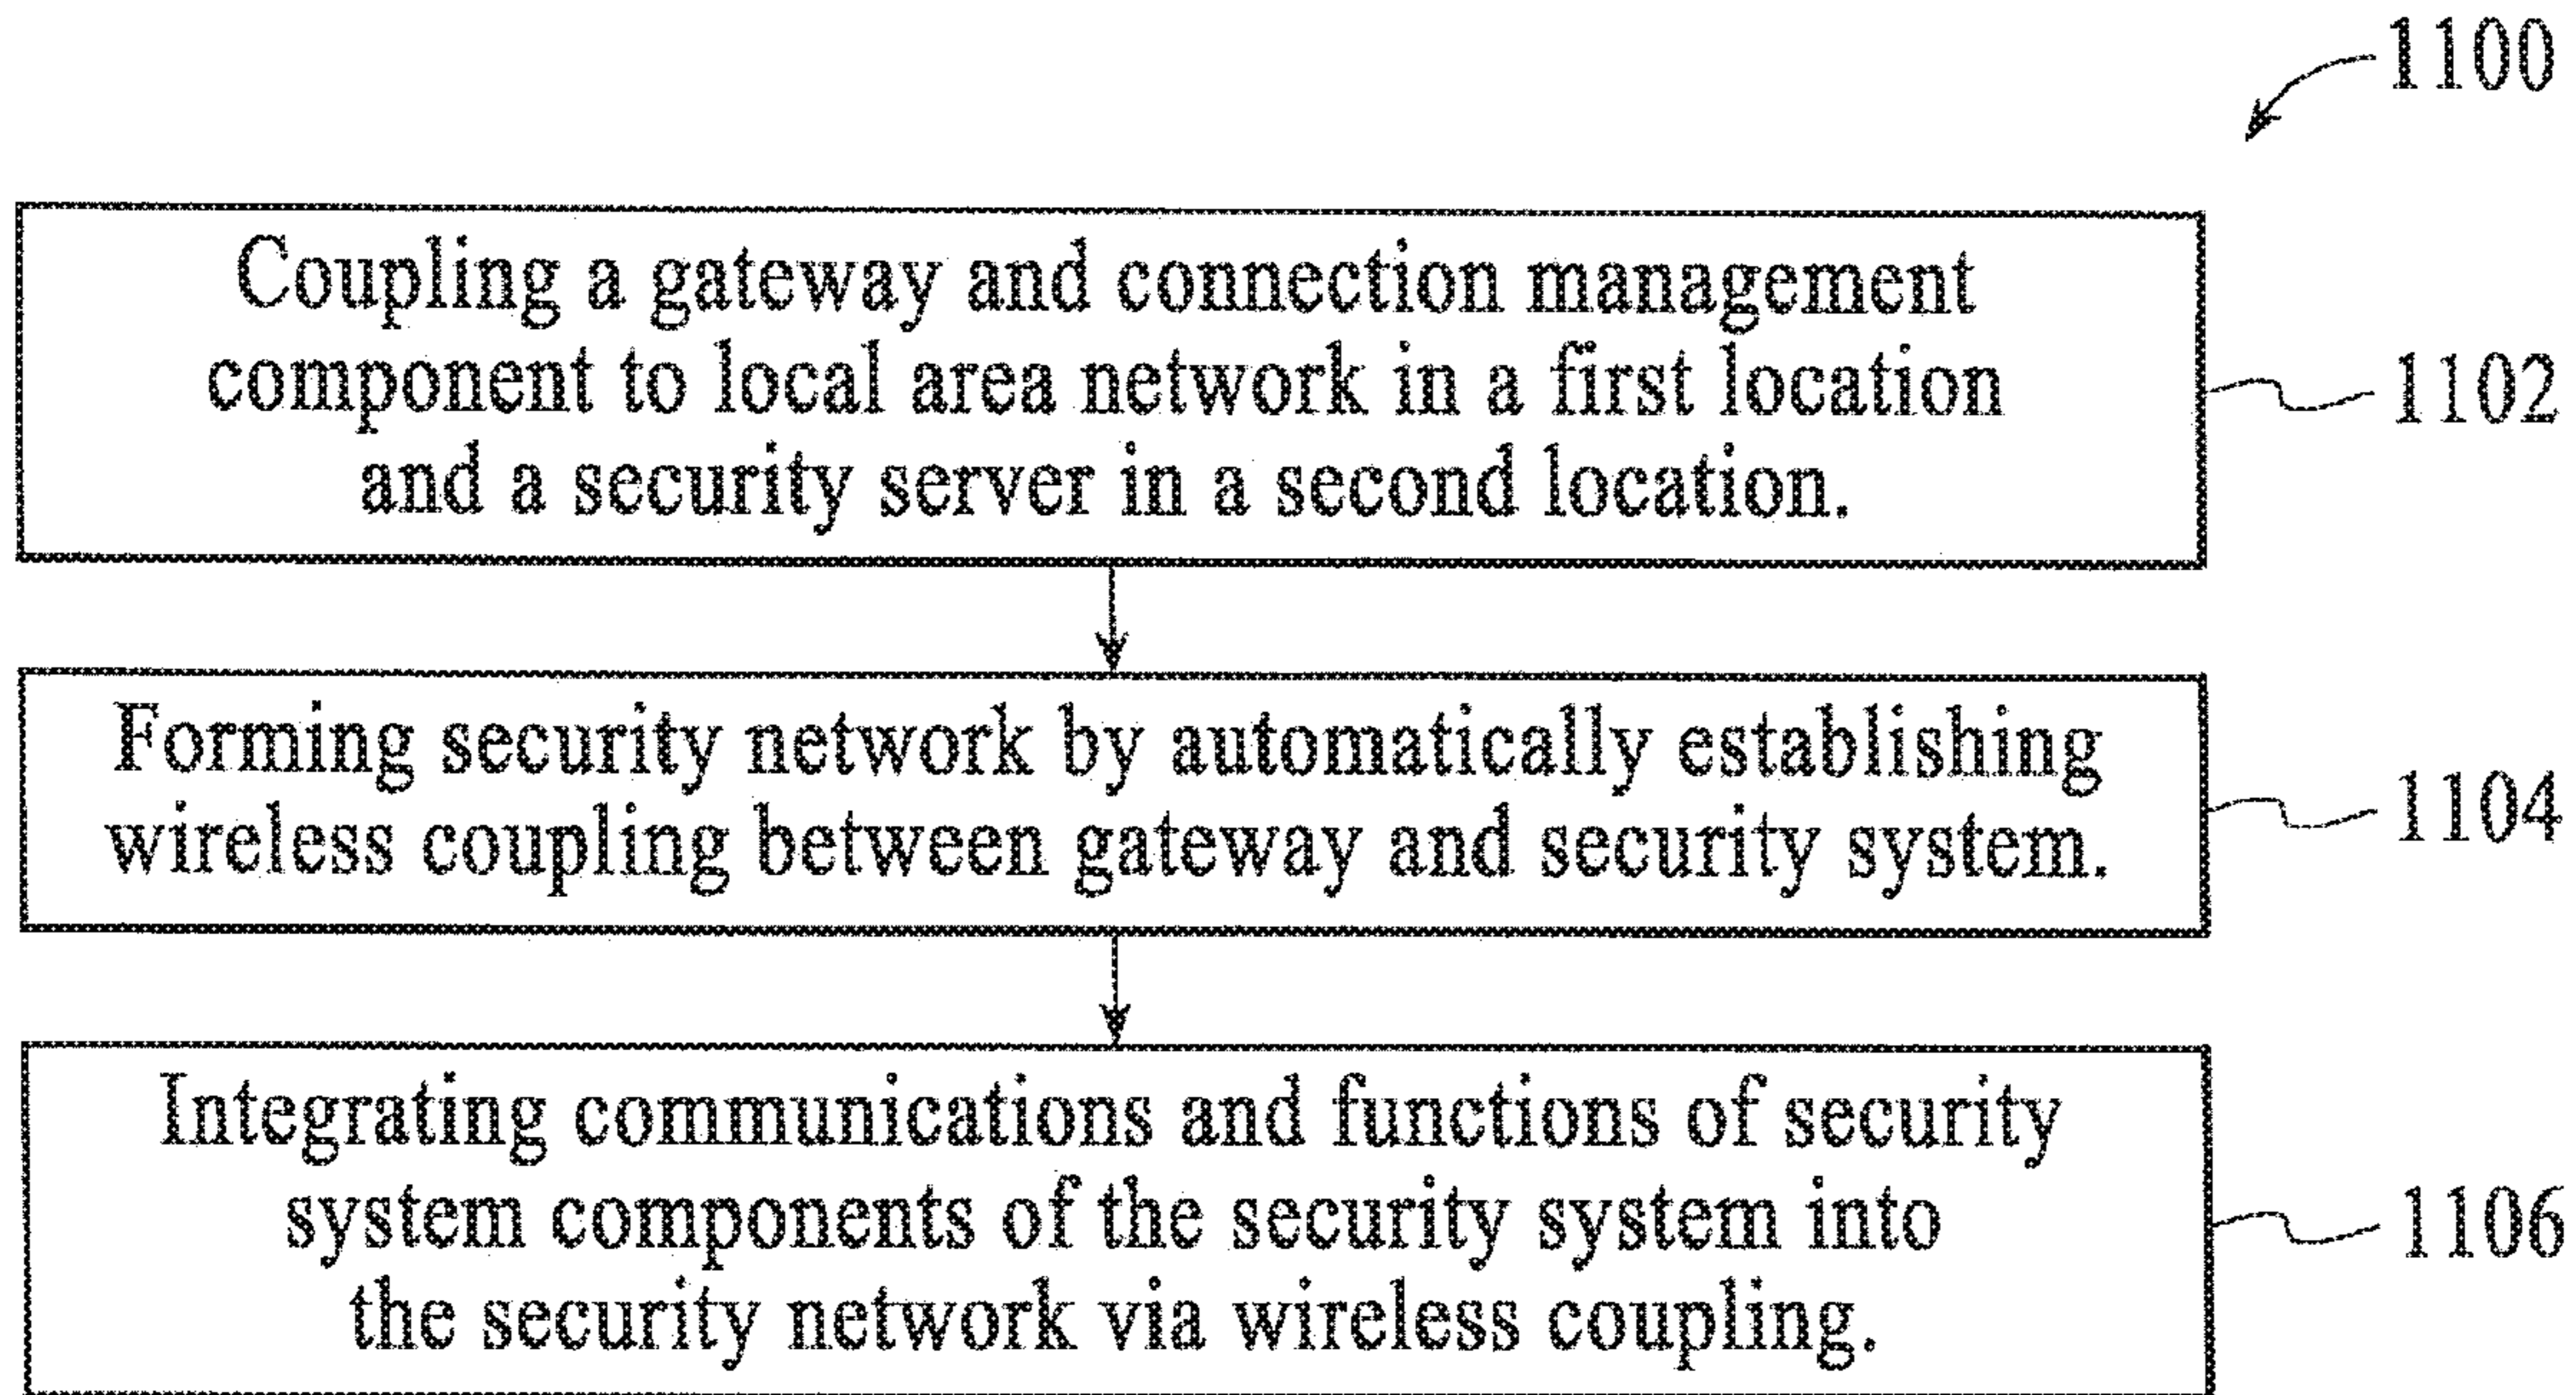 1100
Coupling a gateway and connection management
component to local area network in a first location
and a security server in a second location.
1102
Forming security network by automatically establishing
wireless coupling between gateway and security system.
1104
Integrating communications and functions of security
system components of the security system into
the security network via wireless coupling.
1106